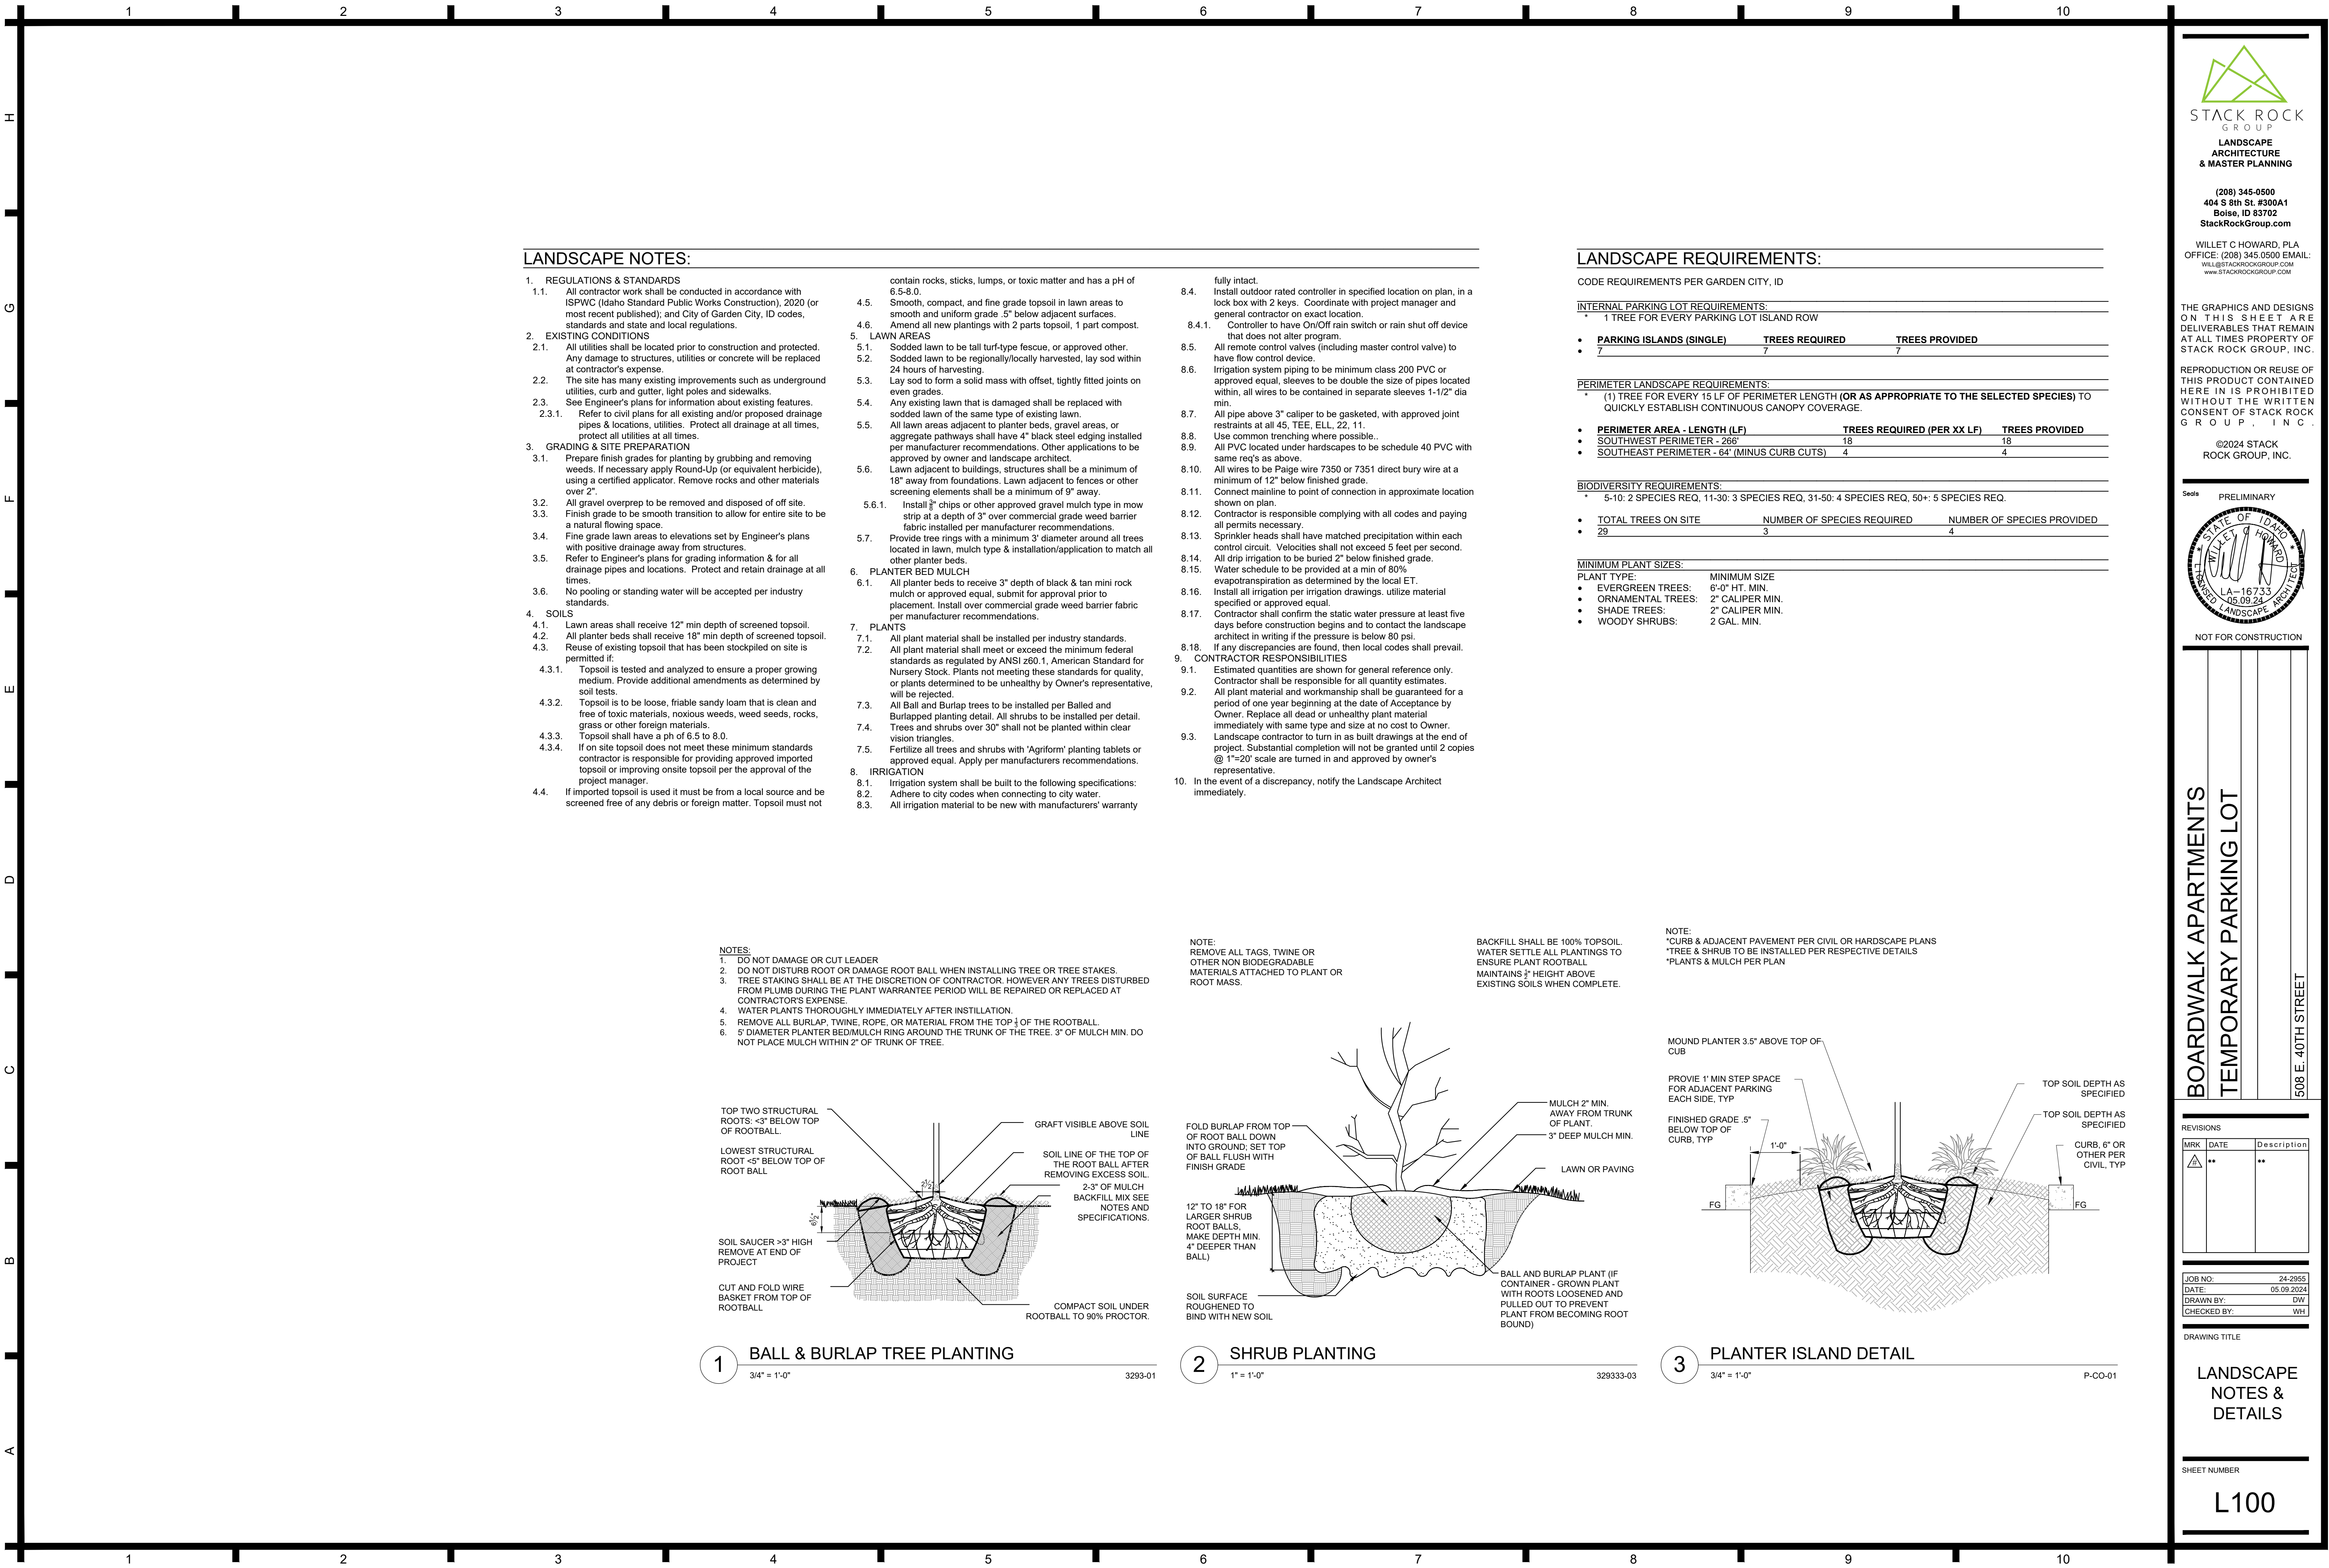 1 2 3 4 5 6 7 8 9 10
H
G
F
E
D
C
B
A
LANDSCAPE NOTES:
1. REGULATIONS & STANDARDS
1.1. All contractor work shall be conducted in accordance with
ISPWC (Idaho Standard Public Works Construction), 2020 (or
most recent published); and City of Garden City, ID codes,
standards and state and local regulations.
2. EXISTING CONDITIONS
2.1. All utilities shall be located prior to construction and protected.
Any damage to structures, utilities or concrete will be replaced
at contractor's expense.
2.2. The site has many existing improvements such as underground
utilities, curb and gutter, light poles and sidewalks.
2.3. See Engineer's plans for information about existing features.
2.3.1. Refer to civil plans for all existing and/or proposed drainage
pipes & locations, utilities. Protect all drainage at all times,
protect all utilities at all times.
3. GRADING & SITE PREPARATION
3.1. Prepare finish grades for planting by grubbing and removing
weeds. If necessary apply Round-Up (or equivalent herbicide),
using a certified applicator. Remove rocks and other materials
over 2".
3.2. All gravel overprep to be removed and disposed of off site.
3.3. Finish grade to be smooth transition to allow for entire site to be
a natural flowing space.
3.4. Fine grade lawn areas to elevations set by Engineer's plans
with positive drainage away from structures.
3.5. Refer to Engineer's plans for grading information & for all
drainage pipes and locations. Protect and retain drainage at all
times.
3.6. No pooling or standing water will be accepted per industry
standards.
4. SOILS
4.1. Lawn areas shall receive 12" min depth of screened topsoil.
4.2. All planter beds shall receive 18" min depth of screened topsoil.
4.3. Reuse of existing topsoil that has been stockpiled on site is
permitted if:
4.3.1. Topsoil is tested and analyzed to ensure a proper growing
medium. Provide additional amendments as determined by
soil tests.
4.3.2. Topsoil is to be loose, friable sandy loam that is clean and
free of toxic materials, noxious weeds, weed seeds, rocks,
grass or other foreign materials.
4.3.3. Topsoil shall have a ph of 6.5 to 8.0.
4.3.4. If on site topsoil does not meet these minimum standards
contractor is responsible for providing approved imported
topsoil or improving onsite topsoil per the approval of the
project manager.
4.4. If imported topsoil is used it must be from a local source and be
screened free of any debris or foreign matter. Topsoil must not
contain rocks, sticks, lumps, or toxic matter and has a pH of
6.5-8.0.
4.5. Smooth, compact, and fine grade topsoil in lawn areas to
smooth and uniform grade .5" below adjacent surfaces.
4.6. Amend all new plantings with 2 parts topsoil, 1 part compost.
5. LAWN AREAS
5.1. Sodded lawn to be tall turf-type fescue, or approved other.
5.2. Sodded lawn to be regionally/locally harvested, lay sod within
24 hours of harvesting.
5.3. Lay sod to form a solid mass with offset, tightly fitted joints on
even grades.
5.4. Any existing lawn that is damaged shall be replaced with
sodded lawn of the same type of existing lawn.
5.5. All lawn areas adjacent to planter beds, gravel areas, or
aggregate pathways shall have 4" black steel edging installed
per manufacturer recommendations. Other applications to be
approved by owner and landscape architect.
5.6. Lawn adjacent to buildings, structures shall be a minimum of
18" away from foundations. Lawn adjacent to fences or other
screening elements shall be a minimum of 9" away.
5.6.1. Install " chips or other approved gravel mulch type in mow
strip at a depth of 3" over commercial grade weed barrier
fabric installed per manufacturer recommendations.
5.7. Provide tree rings with a minimum 3' diameter around all trees
located in lawn, mulch type & installation/application to match all
other planter beds.
6. PLANTER BED MULCH
6.1. All planter beds to receive 3" depth of black & tan mini rock
mulch or approved equal, submit for approval prior to
placement. Install over commercial grade weed barrier fabric
per manufacturer recommendations.
7. PLANTS
7.1. All plant material shall be installed per industry standards.
7.2. All plant material shall meet or exceed the minimum federal
standards as regulated by ANSI z60.1, American Standard for
Nursery Stock. Plants not meeting these standards for quality,
or plants determined to be unhealthy by Owner's representative,
will be rejected.
7.3. All Ball and Burlap trees to be installed per Balled and
Burlapped planting detail. All shrubs to be installed per detail.
7.4. Trees and shrubs over 30" shall not be planted within clear
vision triangles.
7.5. Fertilize all trees and shrubs with 'Agriform' planting tablets or
approved equal. Apply per manufacturers recommendations.
8. IRRIGATION
8.1. Irrigation system shall be built to the following specifications:
8.2. Adhere to city codes when connecting to city water.
8.3. All irrigation material to be new with manufacturers' warranty
fully intact.
8.4. Install outdoor rated controller in specified location on plan, in a
lock box with 2 keys. Coordinate with project manager and
general contractor on exact location.
8.4.1. Controller to have On/Off rain switch or rain shut off device
that does not alter program.
8.5. All remote control valves (including master control valve) to
have flow control device.
8.6. Irrigation system piping to be minimum class 200 PVC or
approved equal, sleeves to be double the size of pipes located
within, all wires to be contained in separate sleeves 1-1/2" dia
min.
8.7. All pipe above 3" caliper to be gasketed, with approved joint
restraints at all 45, TEE, ELL, 22, 11.
8.8. Use common trenching where possible..
8.9. All PVC located under hardscapes to be schedule 40 PVC with
same req's as above.
8.10. All wires to be Paige wire 7350 or 7351 direct bury wire at a
minimum of 12" below finished grade.
8.11. Connect mainline to point of connection in approximate location
shown on plan.
8.12. Contractor is responsible complying with all codes and paying
all permits necessary.
8.13. Sprinkler heads shall have matched precipitation within each
control circuit. Velocities shall not exceed 5 feet per second.
8.14. All drip irrigation to be buried 2" below finished grade.
8.15. Water schedule to be provided at a min of 80%
evapotranspiration as determined by the local ET.
8.16. Install all irrigation per irrigation drawings. utilize material
specified or approved equal.
8.17. Contractor shall confirm the static water pressure at least five
days before construction begins and to contact the landscape
architect in writing if the pressure is below 80 psi.
8.18. If any discrepancies are found, then local codes shall prevail.
9. CONTRACTOR RESPONSIBILITIES
9.1. Estimated quantities are shown for general reference only.
Contractor shall be responsible for all quantity estimates.
9.2. All plant material and workmanship shall be guaranteed for a
period of one year beginning at the date of Acceptance by
Owner. Replace all dead or unhealthy plant material
immediately with same type and size at no cost to Owner.
9.3. Landscape contractor to turn in as built drawings at the end of
project. Substantial completion will not be granted until 2 copies
@ 1"=20' scale are turned in and approved by owner's
representative.
10. In the event of a discrepancy, notify the Landscape Architect
immediately.
LANDSCAPE REQUIREMENTS:
CODE REQUIREMENTS PER GARDEN CITY, ID
INTERNAL PARKING LOT REQUIREMENTS:
* 1 TREE FOR EVERY PARKING LOT ISLAND ROW
• PARKING ISLANDS (SINGLE) TREES REQUIRED TREES PROVIDED
• 7 7 7
PERIMETER LANDSCAPE REQUIREMENTS:
* (1) TREE FOR EVERY 15 LF OF PERIMETER LENGTH (OR AS APPROPRIATE TO THE SELECTED SPECIES) TO
QUICKLY ESTABLISH CONTINUOUS CANOPY COVERAGE.
• PERIMETER AREA - LENGTH (LF) TREES REQUIRED (PER XX LF) TREES PROVIDED
• SOUTHWEST PERIMETER - 266' 18 18
• SOUTHEAST PERIMETER - 64' (MINUS CURB CUTS) 4 4
BIODIVERSITY REQUIREMENTS:
* 5-10: 2 SPECIES REQ, 11-30: 3 SPECIES REQ, 31-50: 4 SPECIES REQ, 50+: 5 SPECIES REQ.
• TOTAL TREES ON SITE NUMBER OF SPECIES REQUIRED NUMBER OF SPECIES PROVIDED
• 29 3 4
MINIMUM PLANT SIZES:
PLANT TYPE: MINIMUM SIZE
• EVERGREEN TREES: 6'-0" HT. MIN.
• ORNAMENTAL TREES: 2" CALIPER MIN.
• SHADE TREES: 2" CALIPER MIN.
• WOODY SHRUBS: 2 GAL. MIN.
NOTES:
1. DO NOT DAMAGE OR CUT LEADER
2. DO NOT DISTURB ROOT OR DAMAGE ROOT BALL WHEN INSTALLING TREE OR TREE STAKES.
3. TREE STAKING SHALL BE AT THE DISCRETION OF CONTRACTOR. HOWEVER ANY TREES DISTURBED
FROM PLUMB DURING THE PLANT WARRANTEE PERIOD WILL BE REPAIRED OR REPLACED AT
CONTRACTOR'S EXPENSE.
4. WATER PLANTS THOROUGHLY IMMEDIATELY AFTER INSTILLATION.
5. REMOVE ALL BURLAP, TWINE, ROPE, OR MATERIAL FROM THE TOP OF THE ROOTBALL.
6. 5' DIAMETER PLANTER BED/MULCH RING AROUND THE TRUNK OF THE TREE. 3" OF MULCH MIN. DO
NOT PLACE MULCH WITHIN 2" OF TRUNK OF TREE.
TOP TWO STRUCTURAL
ROOTS: <3" BELOW TOP
OF ROOTBALL.
LOWEST STRUCTURAL
ROOT <5" BELOW TOP OF
ROOT BALL
SOIL SAUCER >3" HIGH
REMOVE AT END OF
PROJECT
CUT AND FOLD WIRE
BASKET FROM TOP OF
ROOTBALL
2½"
6½"
GRAFT VISIBLE ABOVE SOIL
LINE
SOIL LINE OF THE TOP OF
THE ROOT BALL AFTER
REMOVING EXCESS SOIL.
2-3" OF MULCH
BACKFILL MIX SEE
NOTES AND
SPECIFICATIONS.
COMPACT SOIL UNDER
ROOTBALL TO 90% PROCTOR.
1 BALL & BURLAP TREE PLANTING
3/4" = 1'-0" 3293-01
NOTE:
REMOVE ALL TAGS, TWINE OR
OTHER NON BIODEGRADABLE
MATERIALS ATTACHED TO PLANT OR
ROOT MASS.
BACKFILL SHALL BE 100% TOPSOIL.
WATER SETTLE ALL PLANTINGS TO
ENSURE PLANT ROOTBALL
MAINTAINS " HEIGHT ABOVE
EXISTING SOILS WHEN COMPLETE.
FOLD BURLAP FROM TOP
OF ROOT BALL DOWN
INTO GROUND; SET TOP
OF BALL FLUSH WITH
FINISH GRADE
12" TO 18" FOR
LARGER SHRUB
ROOT BALLS,
MAKE DEPTH MIN.
4" DEEPER THAN
BALL)
SOIL SURFACE
ROUGHENED TO
BIND WITH NEW SOIL
MULCH 2" MIN.
AWAY FROM TRUNK
OF PLANT.
3" DEEP MULCH MIN.
LAWN OR PAVING
BALL AND BURLAP PLANT (IF
CONTAINER - GROWN PLANT
WITH ROOTS LOOSENED AND
PULLED OUT TO PREVENT
PLANT FROM BECOMING ROOT
BOUND)
2 SHRUB PLANTING
1" = 1'-0" 329333-03
NOTE:
*CURB & ADJACENT PAVEMENT PER CIVIL OR HARDSCAPE PLANS
*TREE & SHRUB TO BE INSTALLED PER RESPECTIVE DETAILS
*PLANTS & MULCH PER PLAN
MOUND PLANTER 3.5" ABOVE TOP OF
CUB
PROVIE 1' MIN STEP SPACE
FOR ADJACENT PARKING
EACH SIDE, TYP
FINISHED GRADE .5"
BELOW TOP OF
CURB, TYP
1'-0"
TOP SOIL DEPTH AS
SPECIFIED
TOP SOIL DEPTH AS
SPECIFIED
CURB, 6" OR
OTHER PER
CIVIL, TYP
FG FG
3 PLANTER ISLAND DETAIL
3/4" = 1'-0" P-CO-01
STACK ROCK
GROUP
LANDSCAPE
ARCHITECTURE
& MASTER PLANNING
(208) 345-0500
404 S 8th St. #300A1
Boise, ID 83702
StackRockGroup.com
WILLET C HOWARD, PLA
OFFICE: (208) 345.0500 EMAIL:
WILL@STACKROCKGROUP.COM
www.STACKROCKGROUP.COM
THE GRAPHICS AND DESIGNS
ON THIS SHEET ARE
DELIVERABLES THAT REMAIN
AT ALL TIMES PROPERTY OF
STACK ROCK GROUP, INC.
REPRODUCTION OR REUSE OF
THIS PRODUCT CONTAINED
HERE IN IS PROHIBITED
WITHOUT THE WRITTEN
CONSENT OF STACK ROCK
GROUP, INC.
©2024 STACK
ROCK GROUP, INC.
Seals
PRELIMINARY
STATE OF IDAHO
WILLET C HOWARD
LA-16733
05.09.24
LICENSED LANDSCAPE ARCHITECT
NOT FOR CONSTRUCTION
BOARDWALK APARTMENTS
TEMPORARY PARKING LOT
508 E. 40TH STREET
REVISIONS
MRK DATE Description
# ** **
JOB NO: 24-2955
DATE: 05.09.2024
DRAWN BY: DW
CHECKED BY: WH
DRAWING TITLE
LANDSCAPE
NOTES &
DETAILS
SHEET NUMBER
L100
1 2 3 4 5 6 7 8 9 10